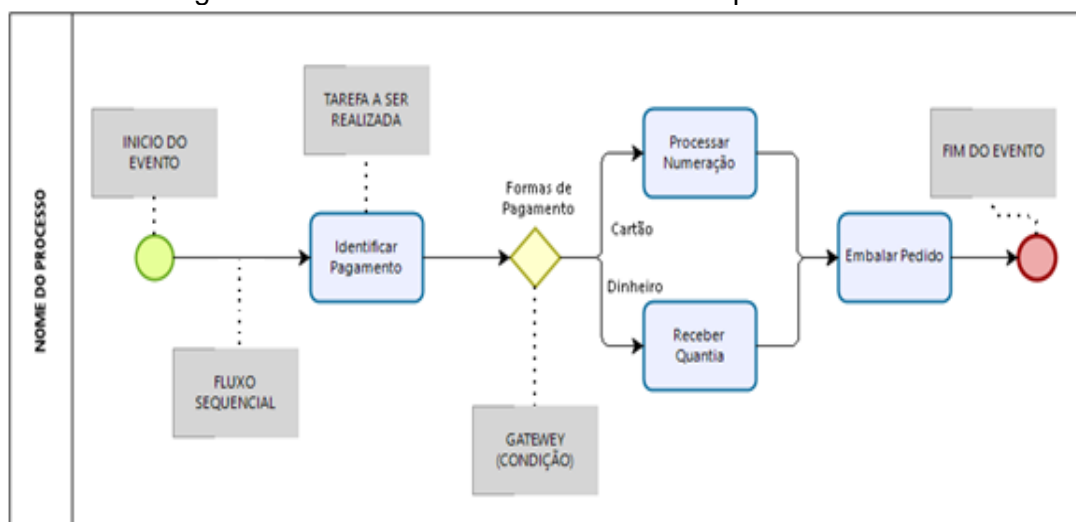 NOME DO PROCESSO
INICIO DO
EVENTO
TAREFA A SER
REALIZADA
Identificar
Pagamento
FLUXO
SEQUENCIAL
Formas de
Pagamento
Cartão
Dinheiro
GATEWEY
(CONDIÇÃO)
Processar
Numeração
Receber
Quantia
Embalar Pedido
FIM DO EVENTO